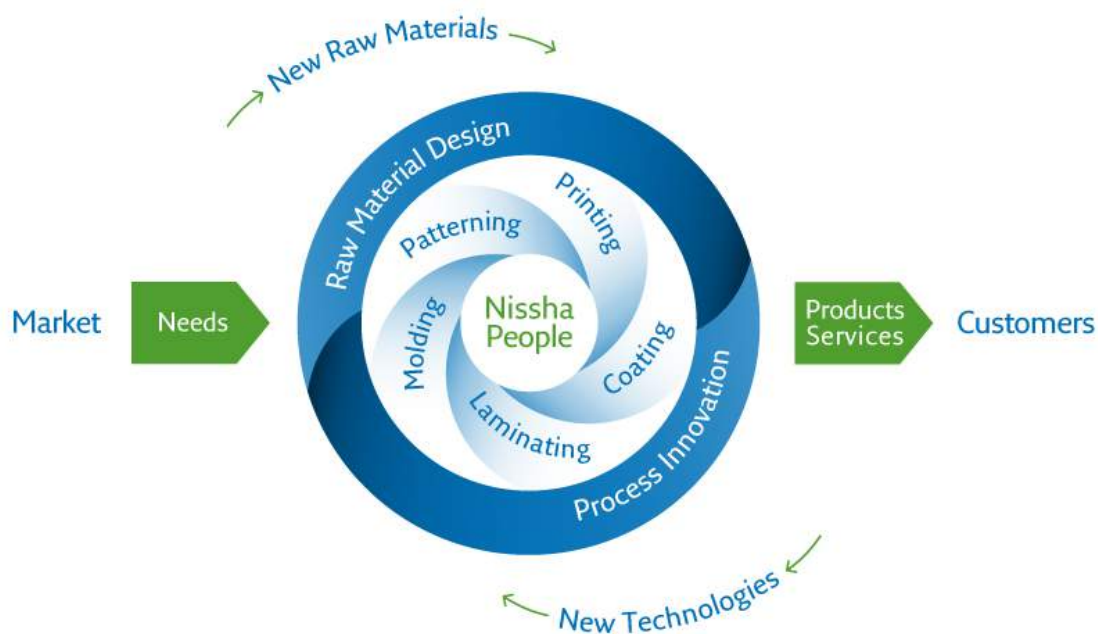 New Raw Materials
Raw Material Design
Printing
Patterning
Market
Needs
Molding
Nissha
People
Coating
Laminating
Process Innovation
Products
Services
Customers
New Technologies